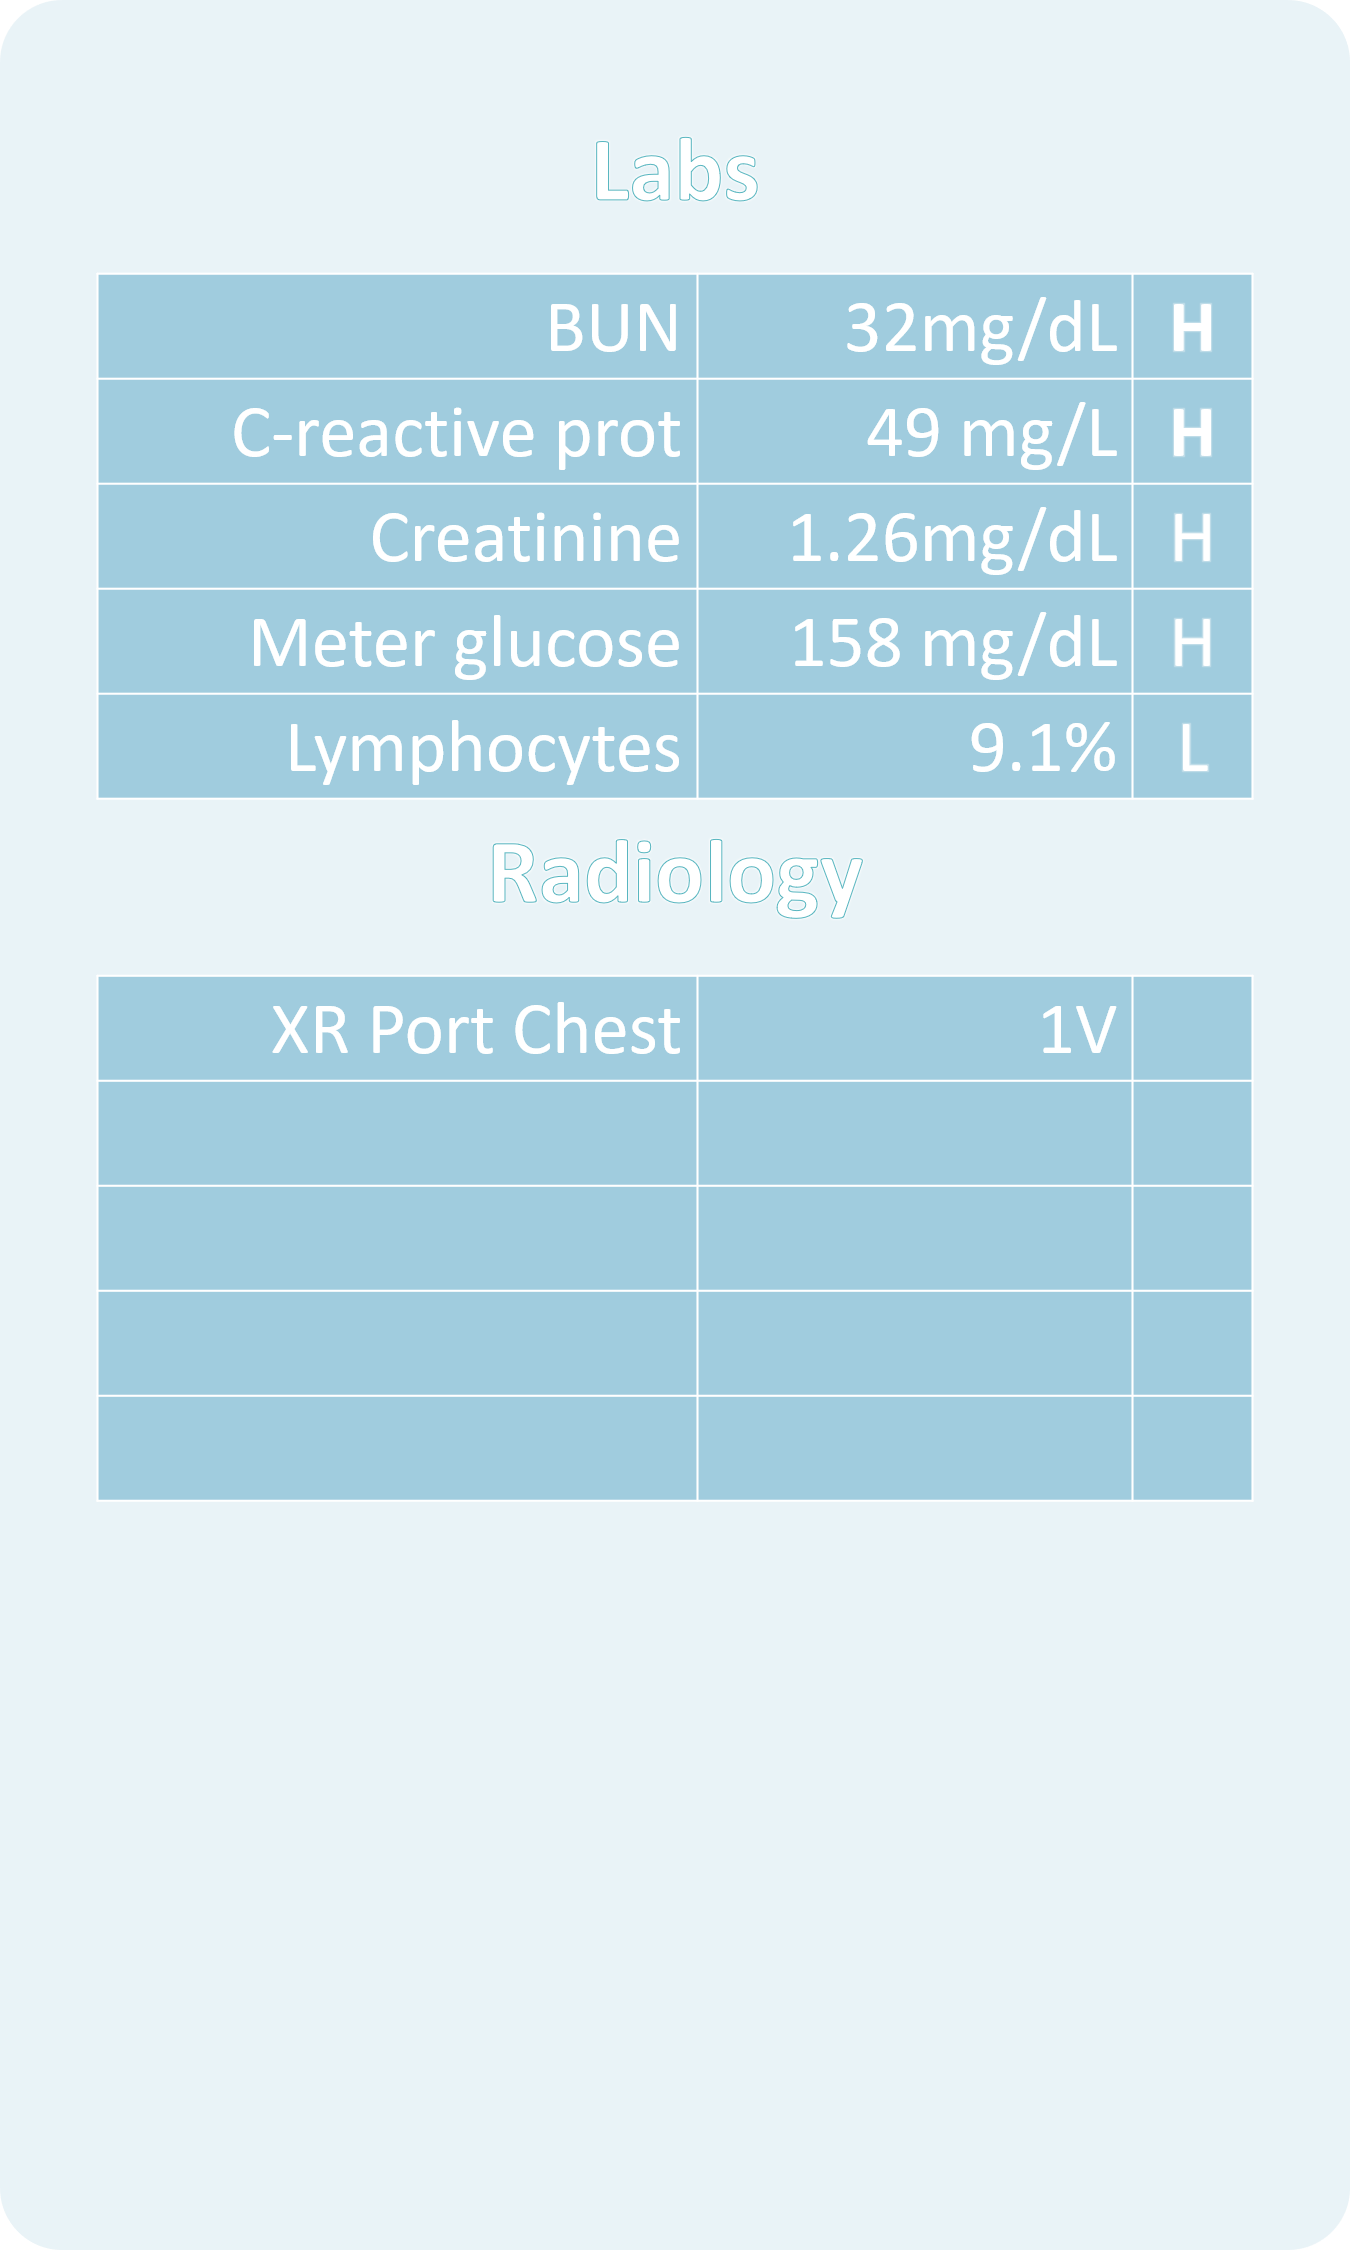 Labs
BUN 32mg/dL H
C-reactive prot 49 mg/L H
Creatinine 1.26mg/dL H
Meter glucose 158 mg/dL H
Lymphocytes 9.1% L
Radiology
XR Port Chest 1V